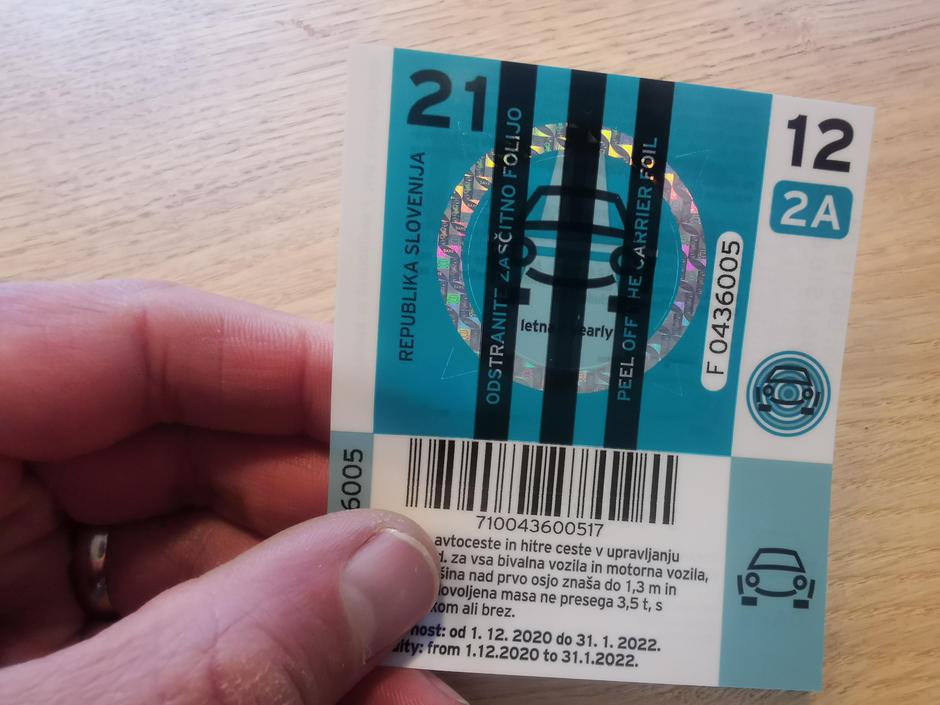 21
REPUBLIKA SLOVENIJA
ODSTRANITE ZAŠČITNO FOLIJO
letna yearly
PEEL OFF THE CARRIER FOIL
F 0436005
12
2A
6005
710043600517
avtoceste in hitre ceste v upravljanju
za vsa bivalna vozila in motorna vozila,
nad prvo osjo znaša do 1,3 m in
masa ne presega 3,5 t, s
ali brez.
od 1. 12. 2020 do 31. 1. 2022.
from 1.12.2020 to 31.1.2022.